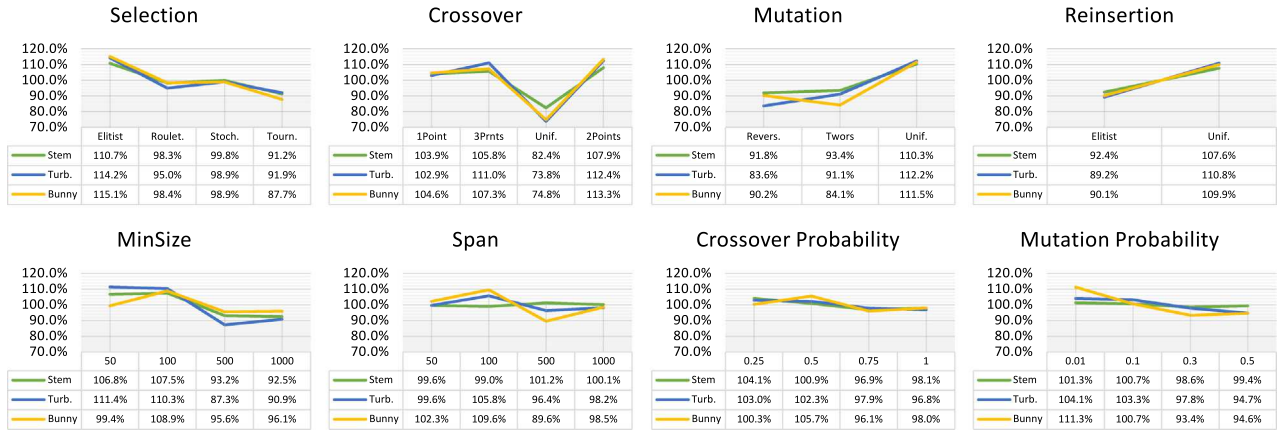 Selection
120.0%
110.0%
100.0%
90.0%
80.0%
70.0%
Elitist Roulet. Stoch. Tourn.
Stem 110.7% 98.3% 99.8% 91.2%
Turb. 114.2% 95.0% 98.9% 91.9%
Bunny 115.1% 98.4% 98.9% 87.7%
Crossover
120.0%
110.0%
100.0%
90.0%
80.0%
70.0%
1Point 3Prnts Unif. 2Points
Stem 103.9% 105.8% 82.4% 107.9%
Turb. 102.9% 111.0% 73.8% 112.4%
Bunny 104.6% 107.3% 74.8% 113.3%
Mutation
120.0%
110.0%
100.0%
90.0%
80.0%
70.0%
Revers. Twors Unif.
Stem 91.8% 93.4% 110.3%
Turb. 83.6% 91.1% 112.2%
Bunny 90.2% 84.1% 111.5%
Reinsertion
120.0%
110.0%
100.0%
90.0%
80.0%
70.0%
Elitist Unif.
Stem 92.4% 107.6%
Turb. 89.2% 110.8%
Bunny 90.1% 109.9%
MinSize
120.0%
110.0%
100.0%
90.0%
80.0%
70.0%
50 100 500 1000
Stem 106.8% 107.5% 93.2% 92.5%
Turb. 111.4% 110.3% 87.3% 90.9%
Bunny 99.4% 108.9% 95.6% 96.1%
Span
120.0%
110.0%
100.0%
90.0%
80.0%
70.0%
50 100 500 1000
Stem 99.6% 99.0% 101.2% 100.1%
Turb. 99.6% 105.8% 96.4% 98.2%
Bunny 102.3% 109.6% 89.6% 98.5%
Crossover Probability
120.0%
110.0%
100.0%
90.0%
80.0%
70.0%
0.25 0.5 0.75 1
Stem 104.1% 100.9% 96.9% 98.1%
Turb. 103.0% 102.3% 97.9% 96.8%
Bunny 100.3% 105.7% 96.1% 98.0%
Mutation Probability
120.0%
110.0%
100.0%
90.0%
80.0%
70.0%
0.01 0.1 0.3 0.5
Stem 101.3% 100.7% 98.6% 99.4%
Turb. 104.1% 103.3% 97.8% 94.7%
Bunny 111.3% 100.7% 93.4% 94.6%